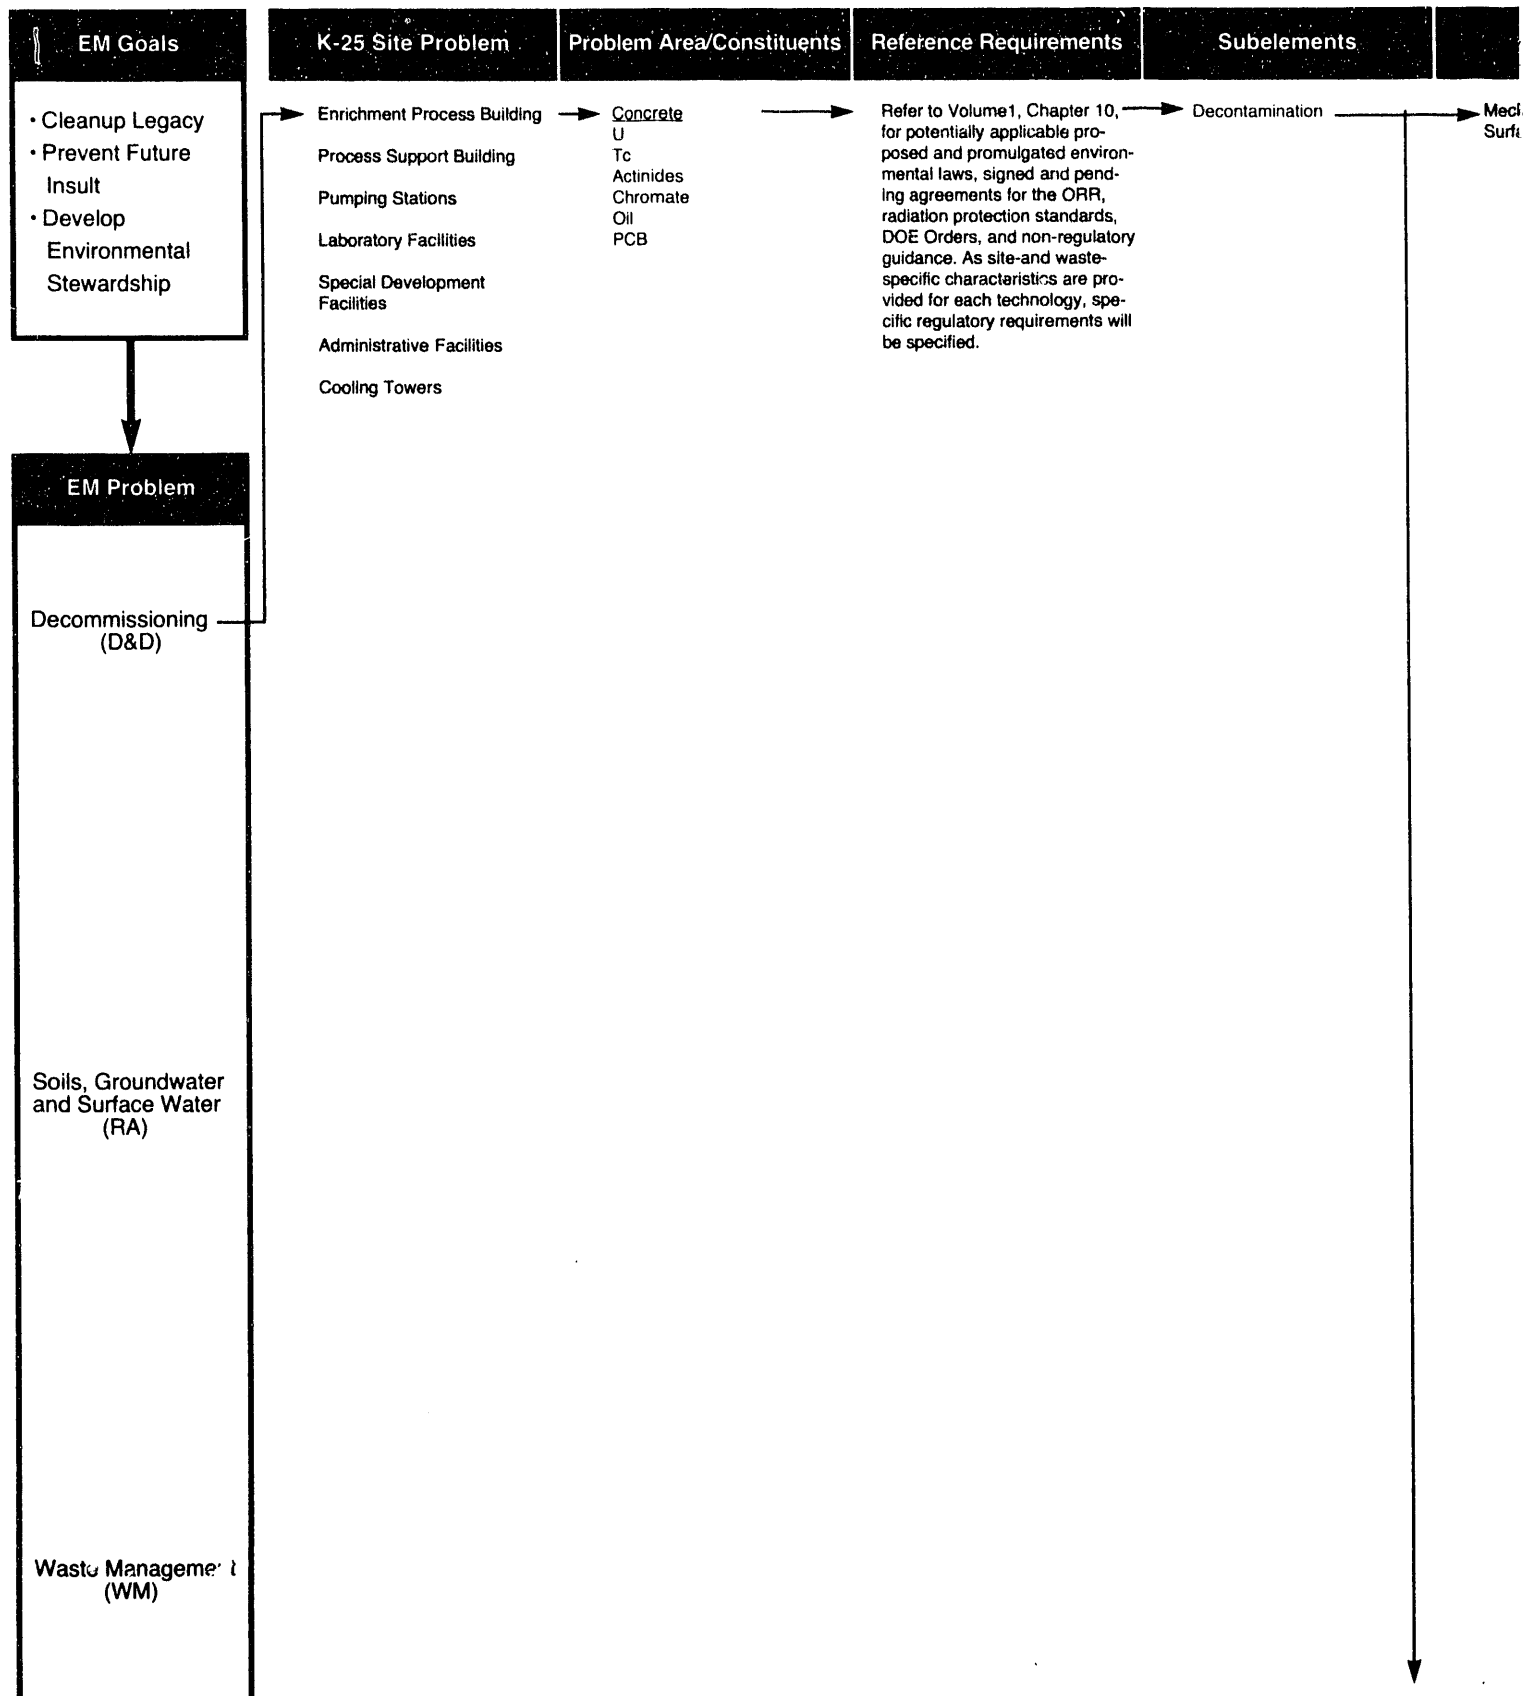 EM Goals
• Cleanup Legacy
• Prevent Future
Insult
• Develop
Environmental
Stewardship
EM Problem
Decommissioning
(D&D)
Soils, Groundwater
and Surface Water
(RA)
Waste Management
(WM)
K-25 Site Problem
Enrichment Process Building
Process Support Building
Pumping Stations
Laboratory Facilities
Special Development
Facilities
Administrative Facilities
Cooling Towers
Problem Area/Constituents
Concrete
U
Tc
Actinides
Chromate
Oil
PCB
Reference Requirements
Refer to Volume1, Chapter 10,
for potentially applicable pro-
posed and promulgated environ-
mental laws, signed and pend-
ing agreements for the ORR,
radiation protection standards,
DOE Orders, and non-regulatory
guidance. As site-and waste-
specific characteristics are pro-
vided for each technology, spe-
cific regulatory requirements will
be specified.
Subelements
Decontamination